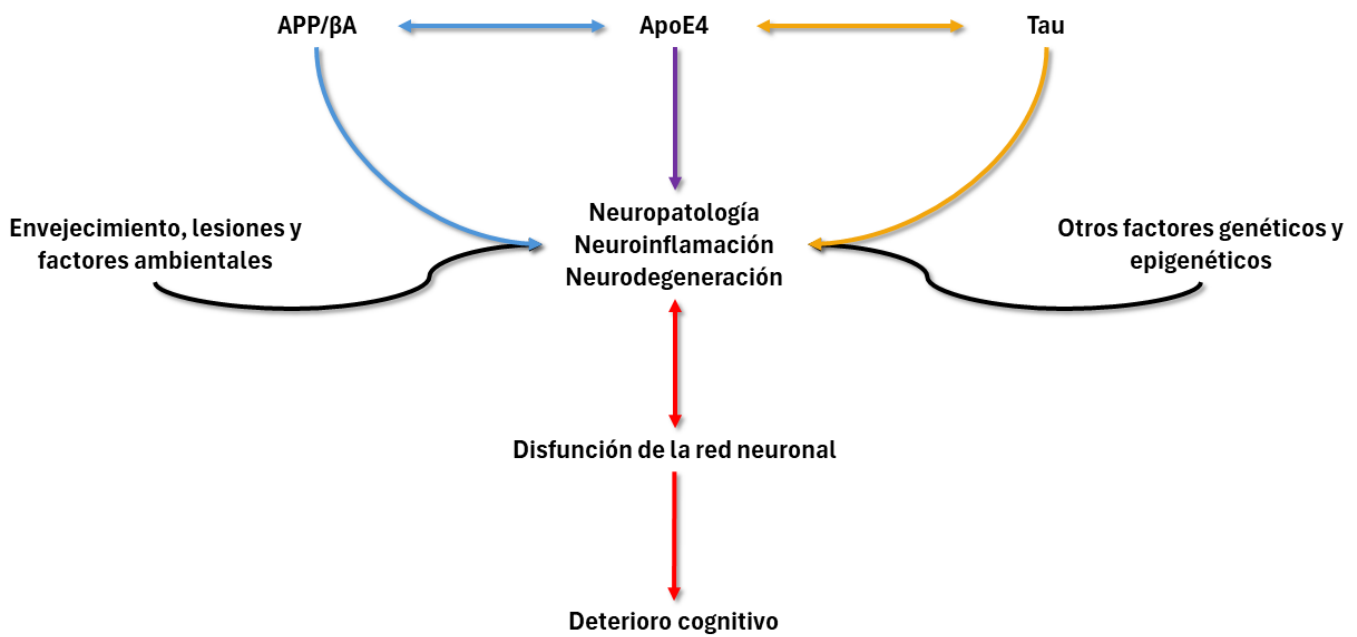 APP/βA
ApoE4
Tau
Envejecimiento, lesiones y
factores ambientales
Neuropatología
Neuroinflamación
Neurodegeneración
Otros factores genéticos y
epigenéticos
Disfunción de la red neuronal
Deterioro cognitivo